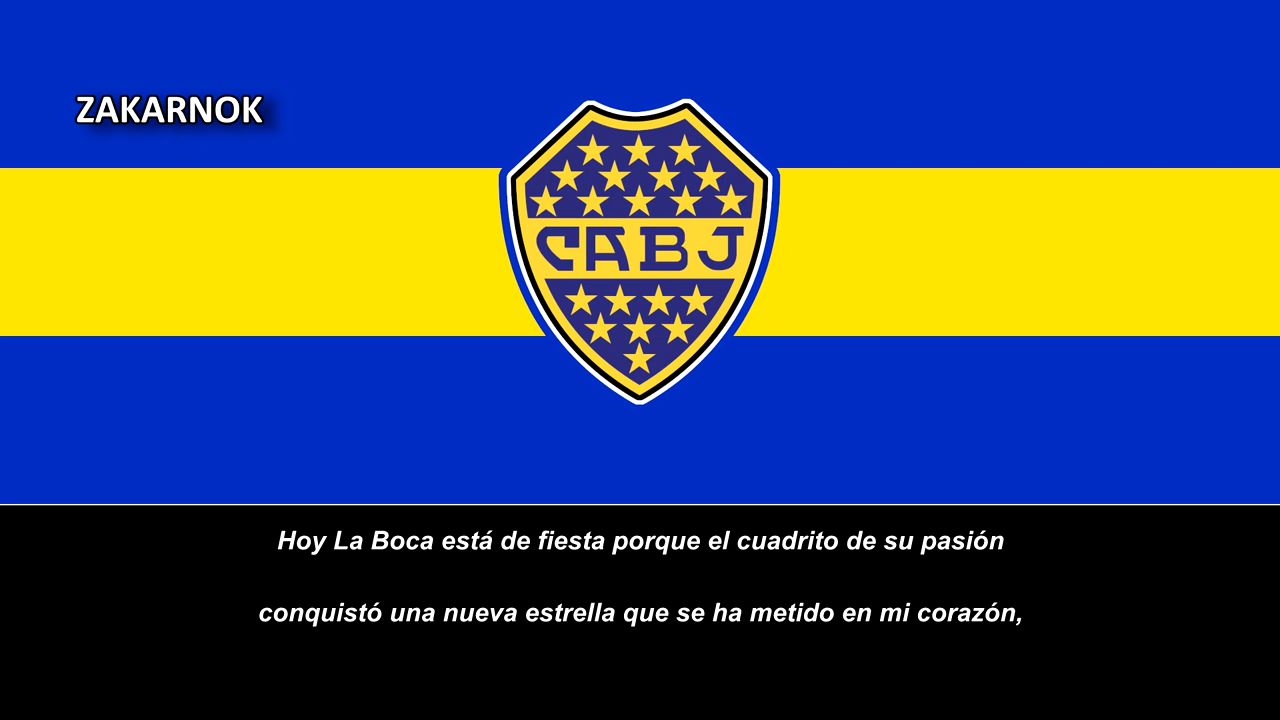 ZAKARNOK
CABJ
Hoy La Boca está de fiesta porque el cuadrito de su pasión
conquistó una nueva estrella que se ha metido en mi corazón,